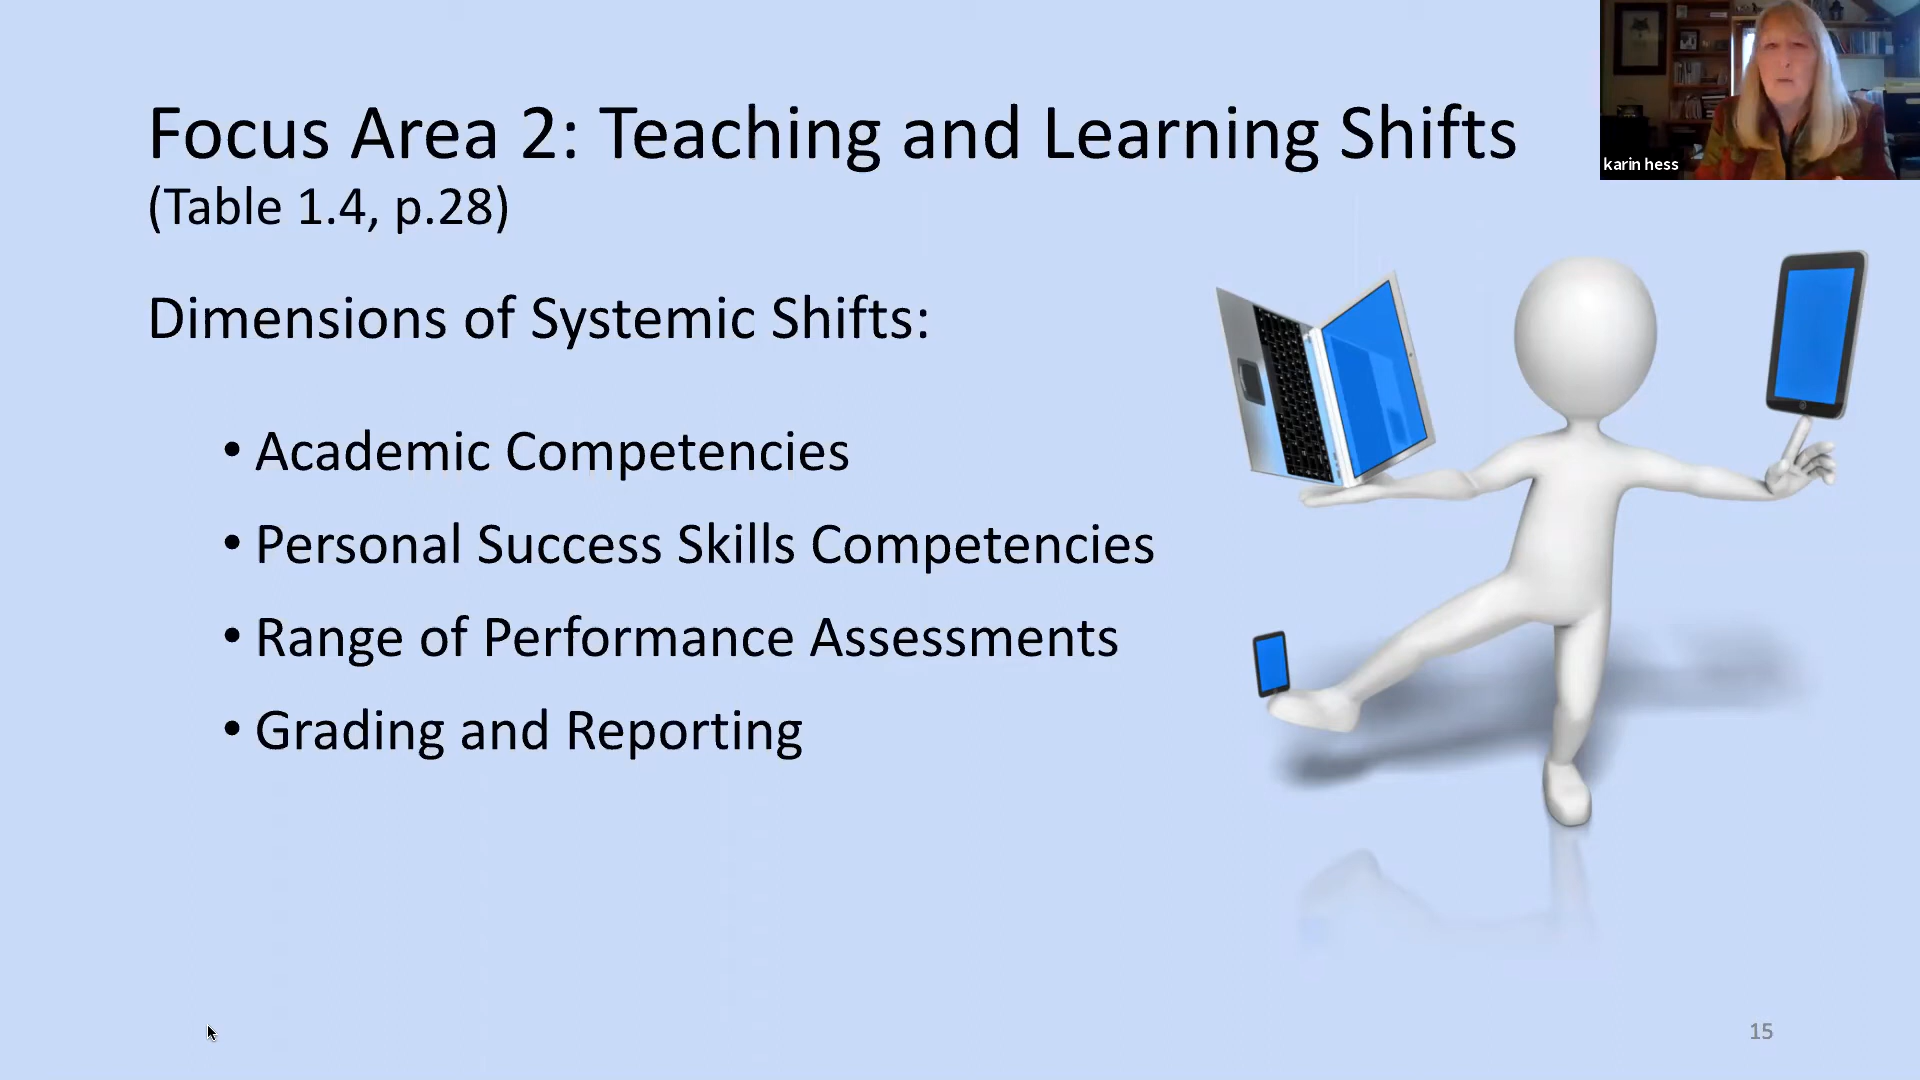 Focus Area 2: Teaching and Learning Shifts
(Table 1.4, p.28)
karin hess
Dimensions of Systemic Shifts:
• Academic Competencies
• Personal Success Skills Competencies
• Range of Performance Assessments
• Grading and Reporting
15